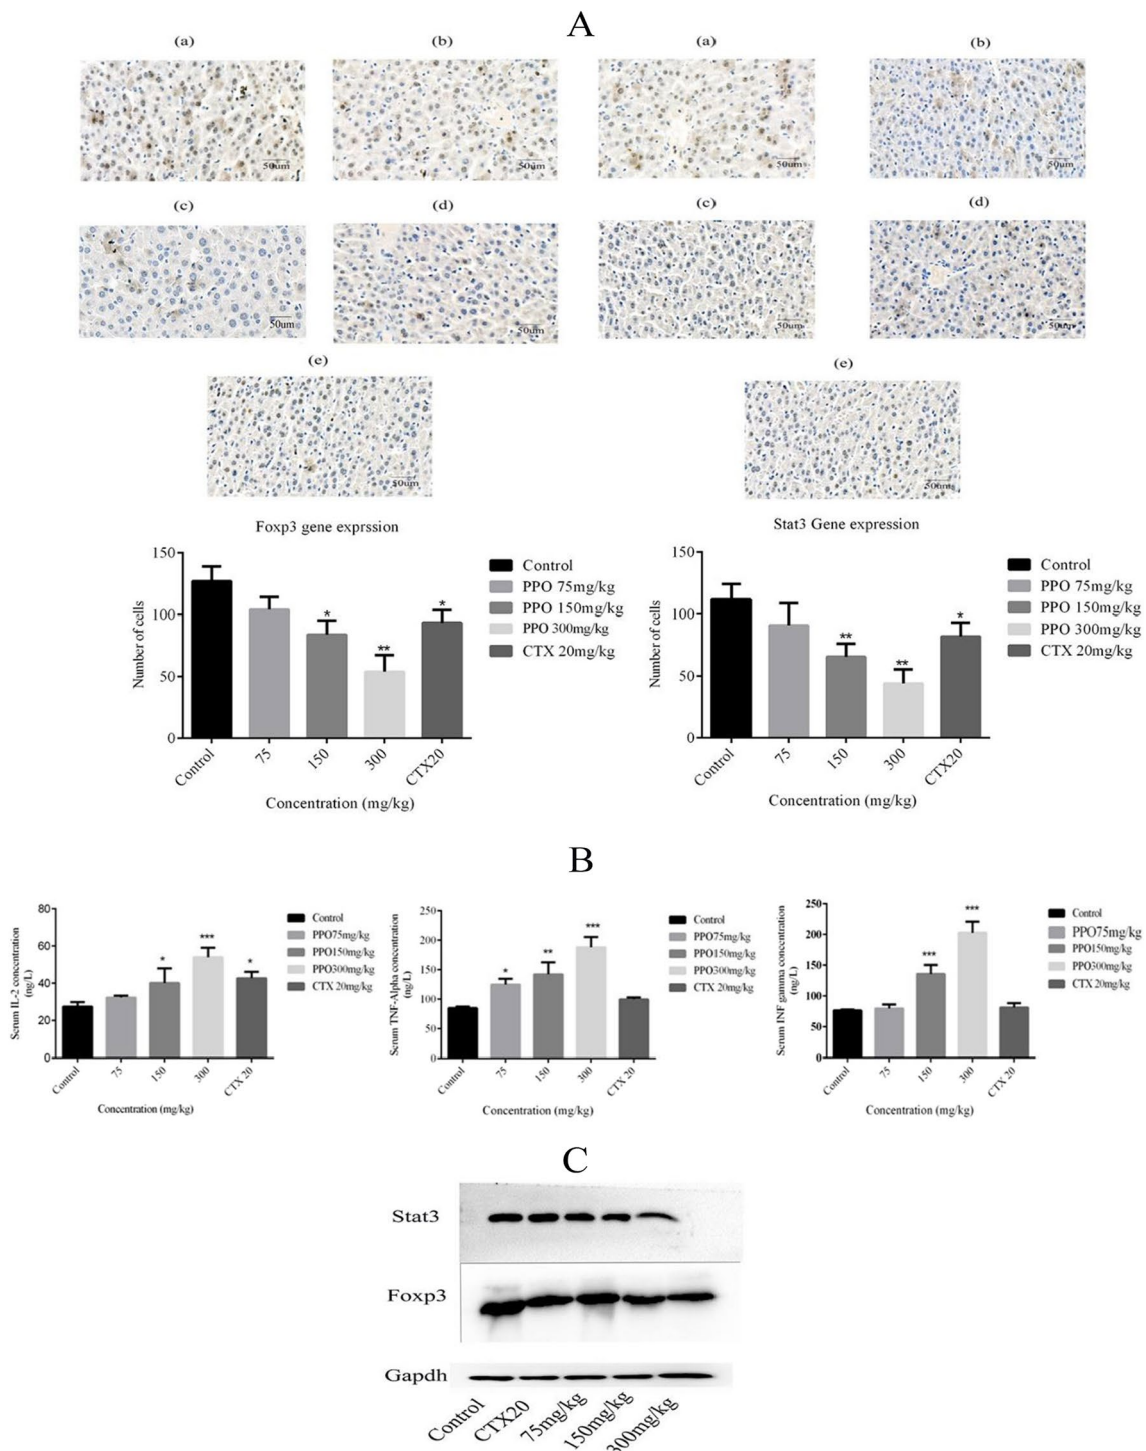 A
(a) (b) (a) (b)
50um 50um 50um 50um
(c) (d) (c) (d)
50um 50um 50um 50um
(e) (e)
50um 50um
Foxp3 gene exprssion
150
100
50
0
Number of cells
Control
75
150
300
CTX20
Concentration (mg/kg)
Control
PPO 75mg/kg
PPO 150mg/kg
PPO 300mg/kg
CTX 20mg/kg
*
**
*
Stat3 Gene expression
150
100
50
0
Number of cells
Control
75
150
300
CTX20
Concentration (mg/kg)
Control
PPO 75mg/kg
PPO 150mg/kg
PPO 300mg/kg
CTX 20mg/kg
**
**
*
B
80
60
40
20
0
Serum IL-2 concentration
(ng/L)
Control
75
150
300
CTX 20
Concentration (mg/kg)
Control
PPO75mg/kg
PPO150mg/kg
PPO300mg/kg
CTX 20mg/kg
*
***
*
250
200
150
100
50
0
Serum TNF-Alpha concentration
(ng/L)
Control
75
150
300
CTX 20
Concentration (mg/kg)
Control
PPO75mg/kg
PPO150mg/kg
PPO300mg/kg
CTX 20mg/kg
*
**
***
250
200
150
100
50
0
Serum INF gamma concentration
(ng/L)
Control
75
150
300
CTX 20
Concentration (mg/kg)
Control
PPO75mg/kg
PPO150mg/kg
PPO300mg/kg
CTX 20mg/kg
***
***
C
Stat3
Foxp3
Gapdh
Control
CTX20
75mg/kg
150mg/kg
300mg/kg